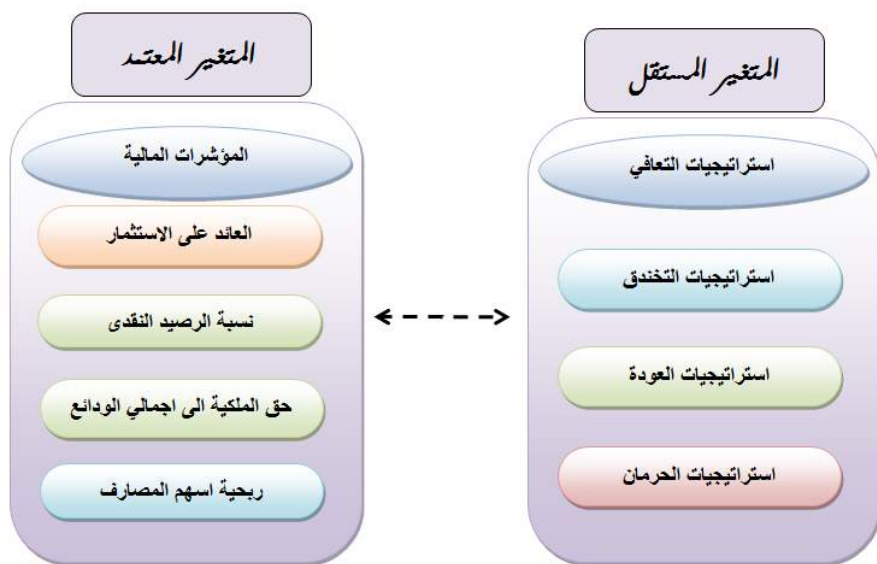 المتغير المستقل
استراتيجيات التعافي
استراتيجيات التخندق
استراتيجيات العودة
استراتيجيات الحرمان
المتغير المعتمد
المؤشرات المالية
العائد على الاستثمار
نسبة الرصيد النقدى
حق الملكية الى اجمالي الودائع
ربحية اسهم المصارف